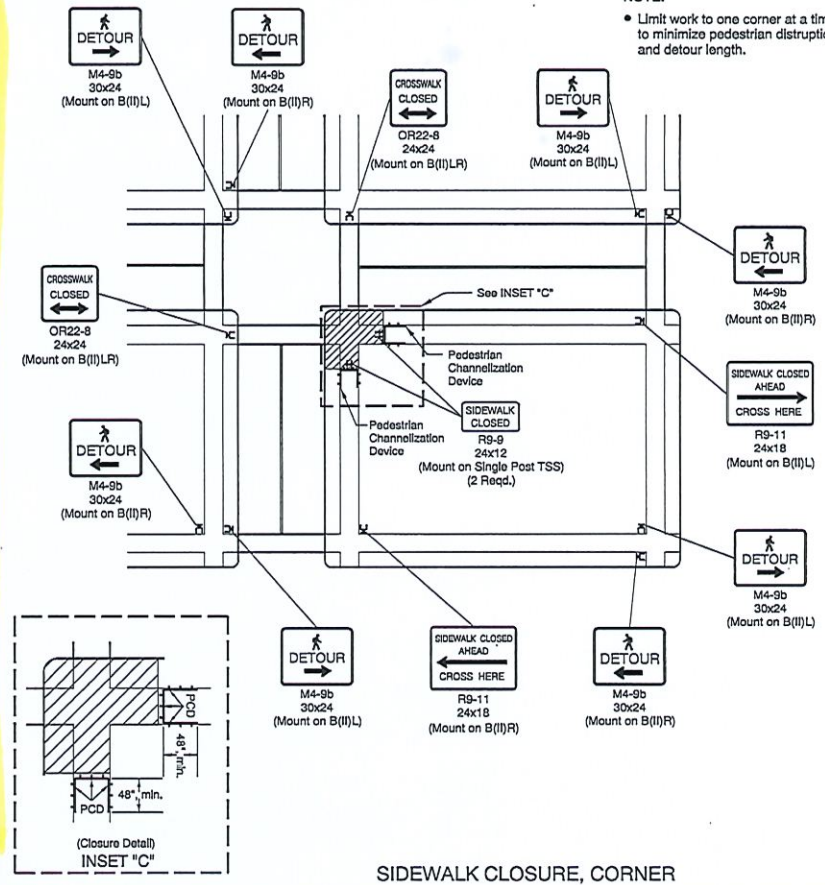 NOTE:
• Limit work to one corner at a tim
to minimize pedestrian distruptio
and detour length.
DETOUR
M4-9b
30x24
(Mount on B(II)L)
DETOUR
M4-9b
30x24
(Mount on B(II)R)
CROSSWALK
CLOSED
OR22-8
24x24
(Mount on B(II)LR)
DETOUR
M4-9b
30x24
(Mount on B(II)L)
DETOUR
M4-9b
30x24
(Mount on B(II)R)
CROSSWALK
CLOSED
OR22-8
24x24
(Mount on B(II)LR)
See INSET "C"
Pedestrian
Channelization
Device
SIDEWALK
CLOSED
R9-9
24x12
(Mount on Single Post TSS)
(2 Reqd.)
Pedestrian
Channelization
Device
SIDEWALK CLOSED
AHEAD
CROSS HERE
R9-11
24x18
(Mount on B(II)L)
DETOUR
M4-9b
30x24
(Mount on B(II)R)
DETOUR
M4-9b
30x24
(Mount on B(II)L)
DETOUR
M4-9b
30x24
(Mount on B(II)L)
SIDEWALK CLOSED
AHEAD
CROSS HERE
R9-11
24x18
(Mount on B(II)R)
DETOUR
M4-9b
30x24
(Mount on B(II)R)
PCD
48", min.
48", min.
PCD
(Closure Detail)
INSET "C"
SIDEWALK CLOSURE, CORNER